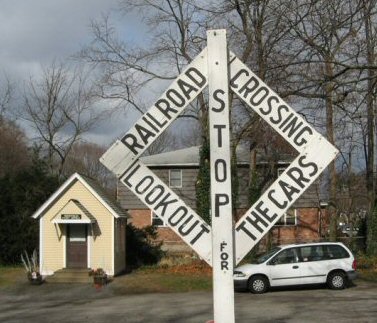 RAILROAD
CROSSING
STOP
LOOK OUT
FOR
THE CARS